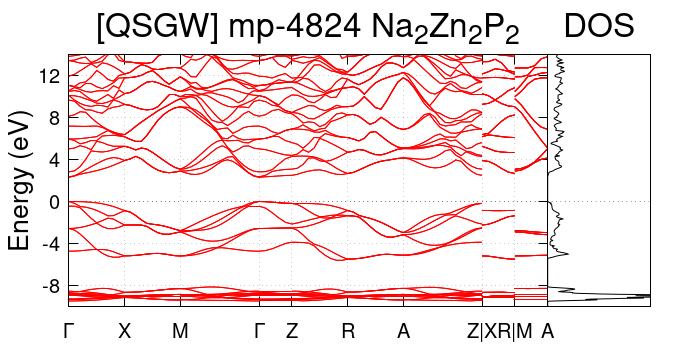 [QSGW] mp-4824 Na₂Zn₂P₂ DOS
Energy (eV)
12
8
4
0
-4
-8
Γ X M Γ Z R A Z|XR|M A